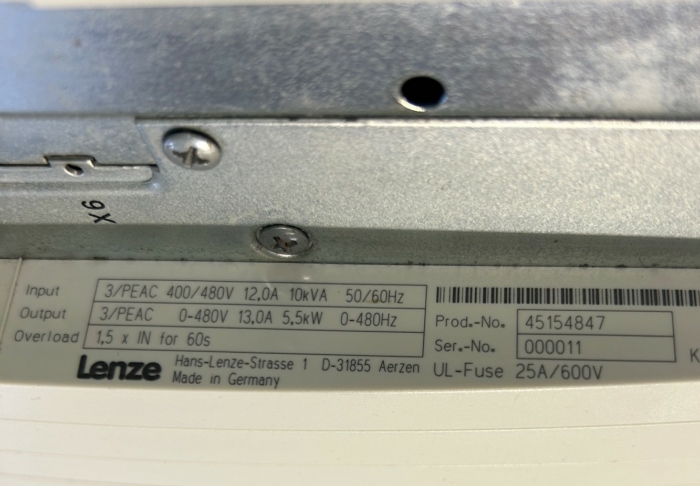 X6
Input 3/PEAC 400/480V 12,0A 10kVA 50/60Hz
Output 3/PEAC 0-480V 13,0A 5,5kW 0-480Hz
Overload 1,5 x IN for 60s
Prod.-No. 45154847
Ser.-No. 000011
K
Lenze Hans-Lenze-Strasse 1 D-31855 Aerzen
Made in Germany
UL-Fuse 25A/600V